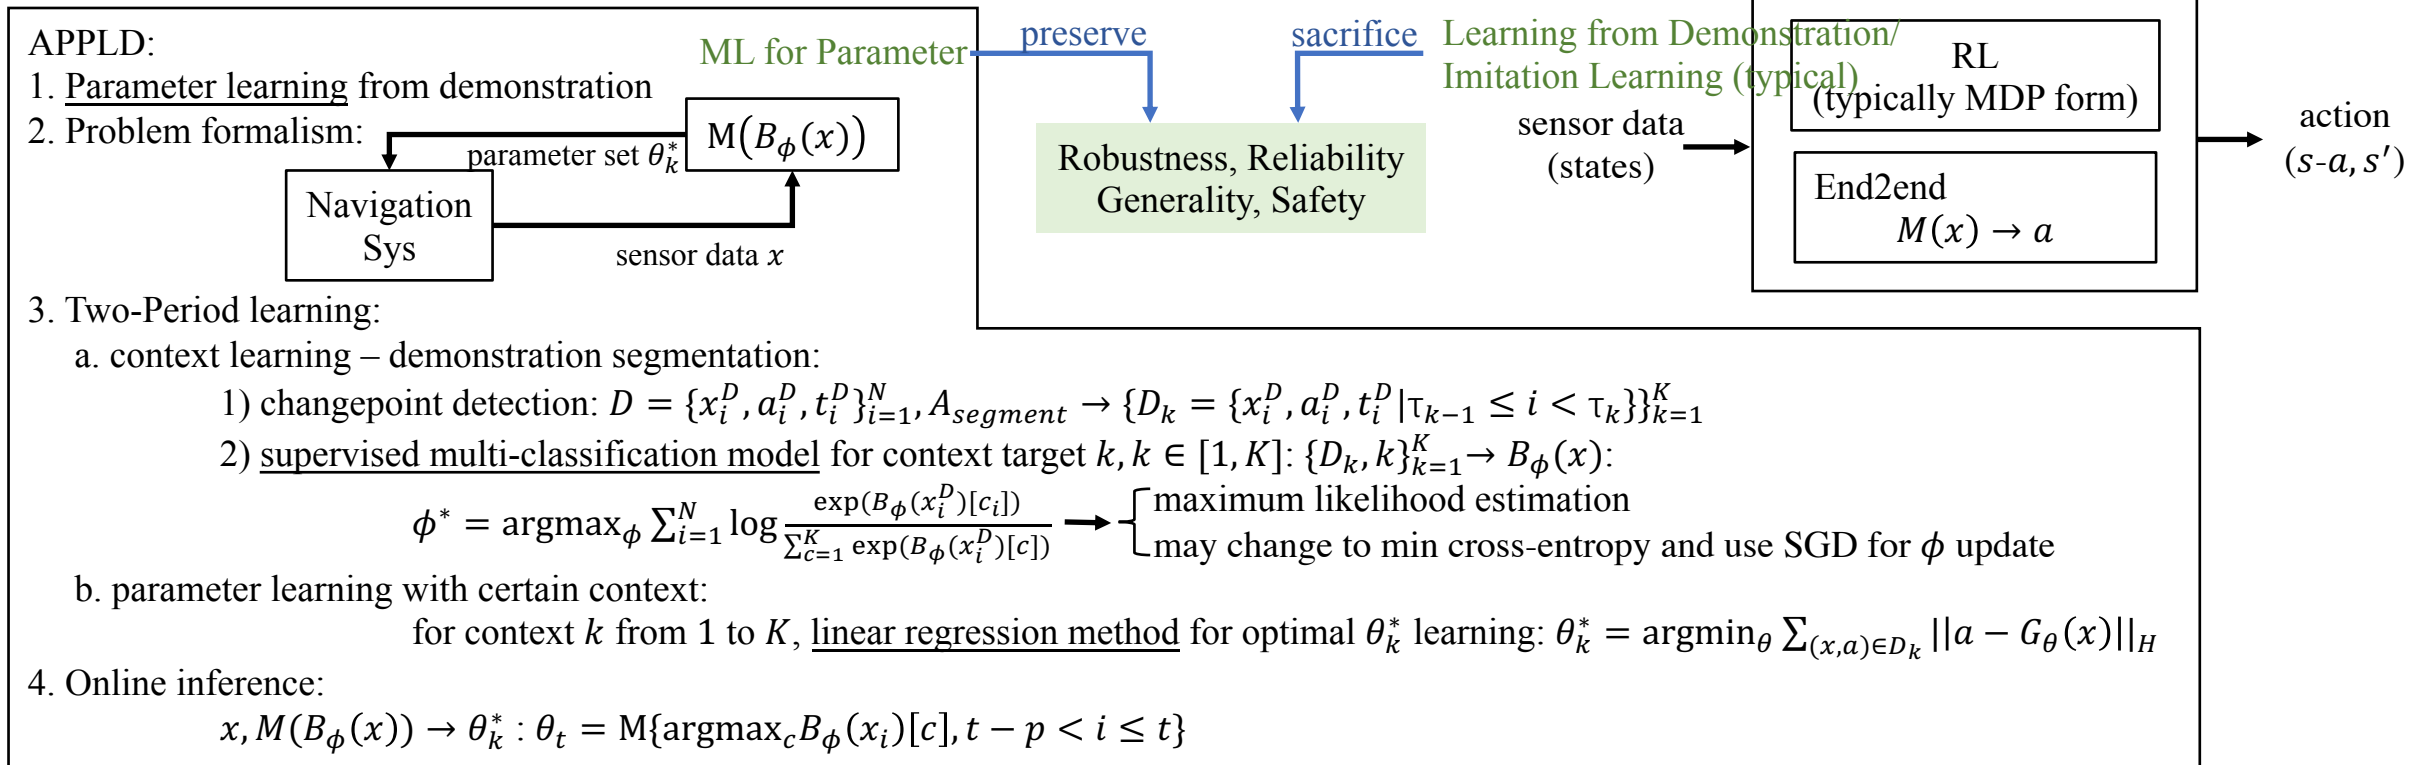 APPLD:
1. Parameter learning from demonstration
2. Problem formalism:
M(B_ϕ(x))
parameter set θ_k^*
Navigation
Sys
sensor data x
ML for Parameter
preserve
sacrifice
Learning from Demonstration/
Imitation Learning (typical)
Robustness, Reliability
Generality, Safety
sensor data
(states)
RL
(typically MDP form)
End2end
M(x) → a
action
(s-a, s′)
3. Two-Period learning:
a. context learning – demonstration segmentation:
1) changepoint detection: D = {x_i^D, a_i^D, t_i^D}_{i=1}^N, A_{segment} → {D_k = {x_i^D, a_i^D, t_i^D|τ_{k−1} ≤ i < τ_k}}_{k=1}^K
2) supervised multi-classification model for context target k, k ∈ [1, K]: {D_k, k}_{k=1}^K → B_ϕ(x):
ϕ^* = argmax_ϕ ∑_{i=1}^N log exp(B_ϕ(x_i^D)[c_i]) / ∑_{c=1}^K exp(B_ϕ(x_i^D)[c])
maximum likelihood estimation
may change to min cross-entropy and use SGD for ϕ update
b. parameter learning with certain context:
for context k from 1 to K, linear regression method for optimal θ_k^* learning: θ_k^* = argmin_θ ∑_{(x,a)∈D_k} ||a − G_θ(x)||_H
4. Online inference:
x, M(B_ϕ(x)) → θ_k^* : θ_t = M{argmax_c B_ϕ(x_i)[c], t − p < i ≤ t}